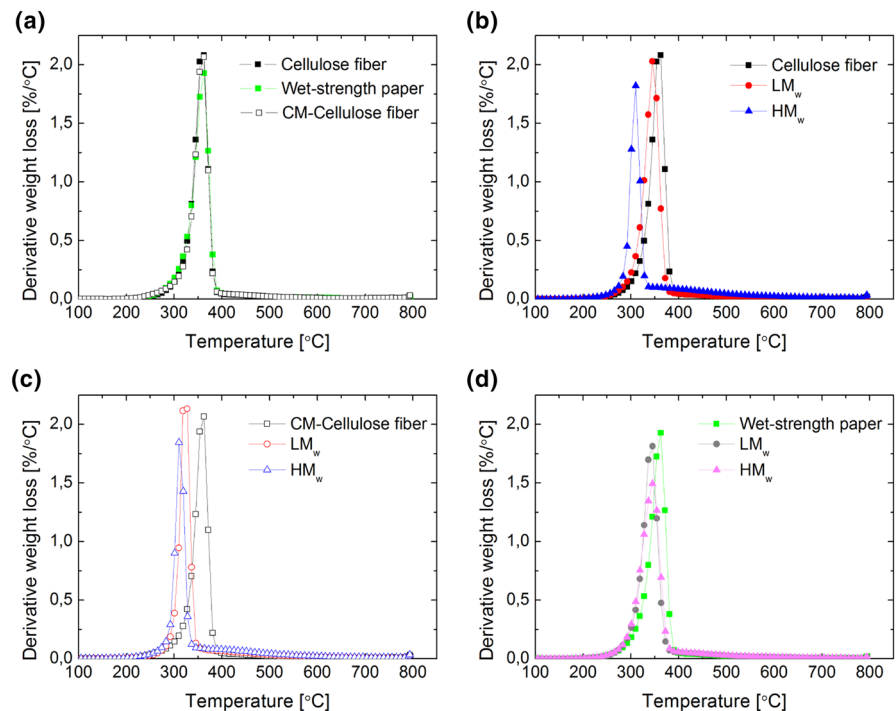 (a)
Derivative weight loss [%/°C]
2,0
1,5
1,0
0,5
0,0
Cellulose fiber
Wet-strength paper
CM-Cellulose fiber
100 200 300 400 500 600 700 800
Temperature [°C]
(b)
Derivative weight loss [%/°C]
2,0
1,5
1,0
0,5
0,0
Cellulose fiber
LMw
HMw
100 200 300 400 500 600 700 800
Temperature [°C]
(c)
Derivative weight loss [%/°C]
2,0
1,5
1,0
0,5
0,0
CM-Cellulose fiber
LMw
HMw
100 200 300 400 500 600 700 800
Temperature [°C]
(d)
Derivative weight loss [%/°C]
2,0
1,5
1,0
0,5
0,0
Wet-strength paper
LMw
HMw
100 200 300 400 500 600 700 800
Temperature [°C]